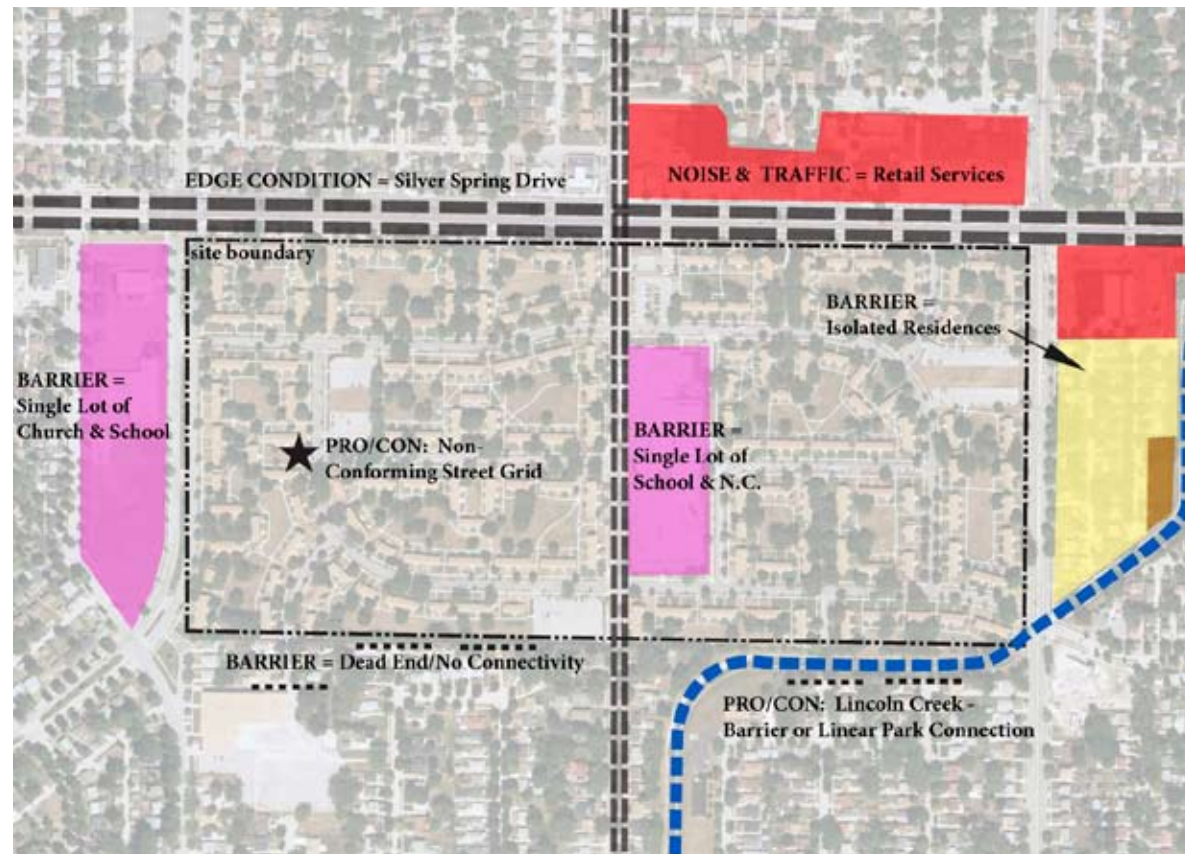 EDGE CONDITION = Silver Spring Drive
NOISE & TRAFFIC = Retail Services
site boundary
BARRIER =
Isolated Residences
BARRIER =
Single Lot of
Church & School
PRO/CON: Non-
Conforming Street Grid
BARRIER =
Single Lot of
School & N.C.
BARRIER = Dead End/No Connectivity
PRO/CON: Lincoln Creek -
Barrier or Linear Park Connection